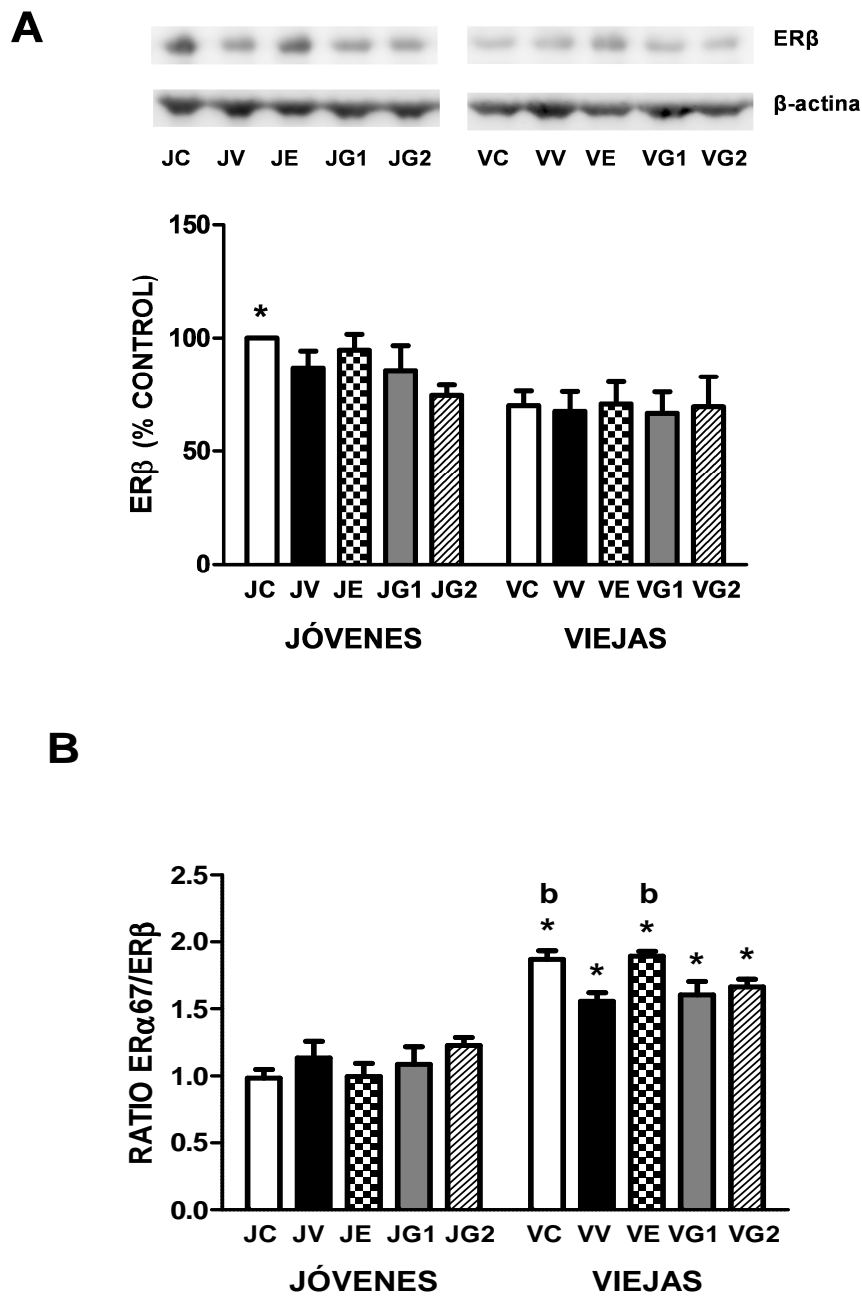 A
ERβ
β-actina
JC JV JE JG1 JG2 VC VV VE VG1 VG2
150
100
50
0
ERβ (% CONTROL)
*
JC JV JE JG1 JG2 VC VV VE VG1 VG2
JÓVENES VIEJAS
B
2.5
2.0
1.5
1.0
0.5
0.0
RATIO ERα67/ERβ
b b
* * * * *
JC JV JE JG1 JG2 VC VV VE VG1 VG2
JÓVENES VIEJAS